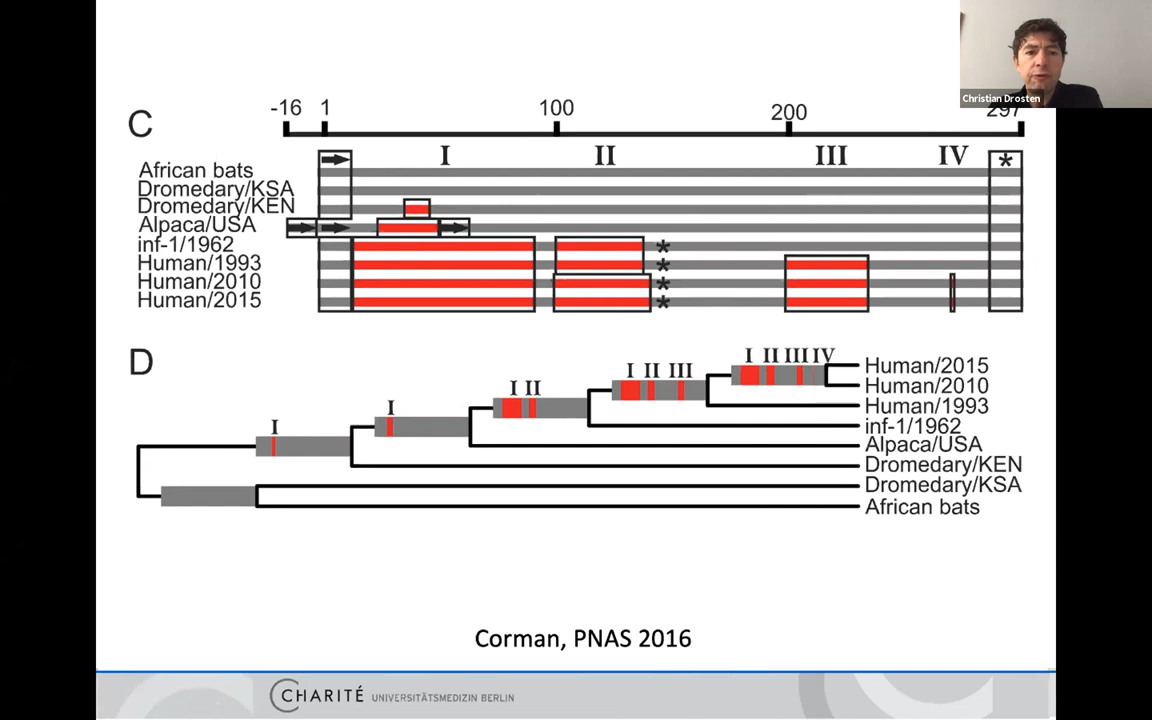 Christian Drosten
C
-16 1 100 200 297
I II III IV *
African bats
Dromedary/KSA
Dromedary/KEN
Alpaca/USA
inf-1/1962 *
Human/1993 *
Human/2010 *
Human/2015 *
D
I II III IV
Human/2015
I II III
Human/2010
I II
Human/1993
I
inf-1/1962
I
Alpaca/USA
Dromedary/KEN
Dromedary/KSA
African bats
Corman, PNAS 2016
CHARITÉ UNIVERSITÄTSMEDIZIN BERLIN